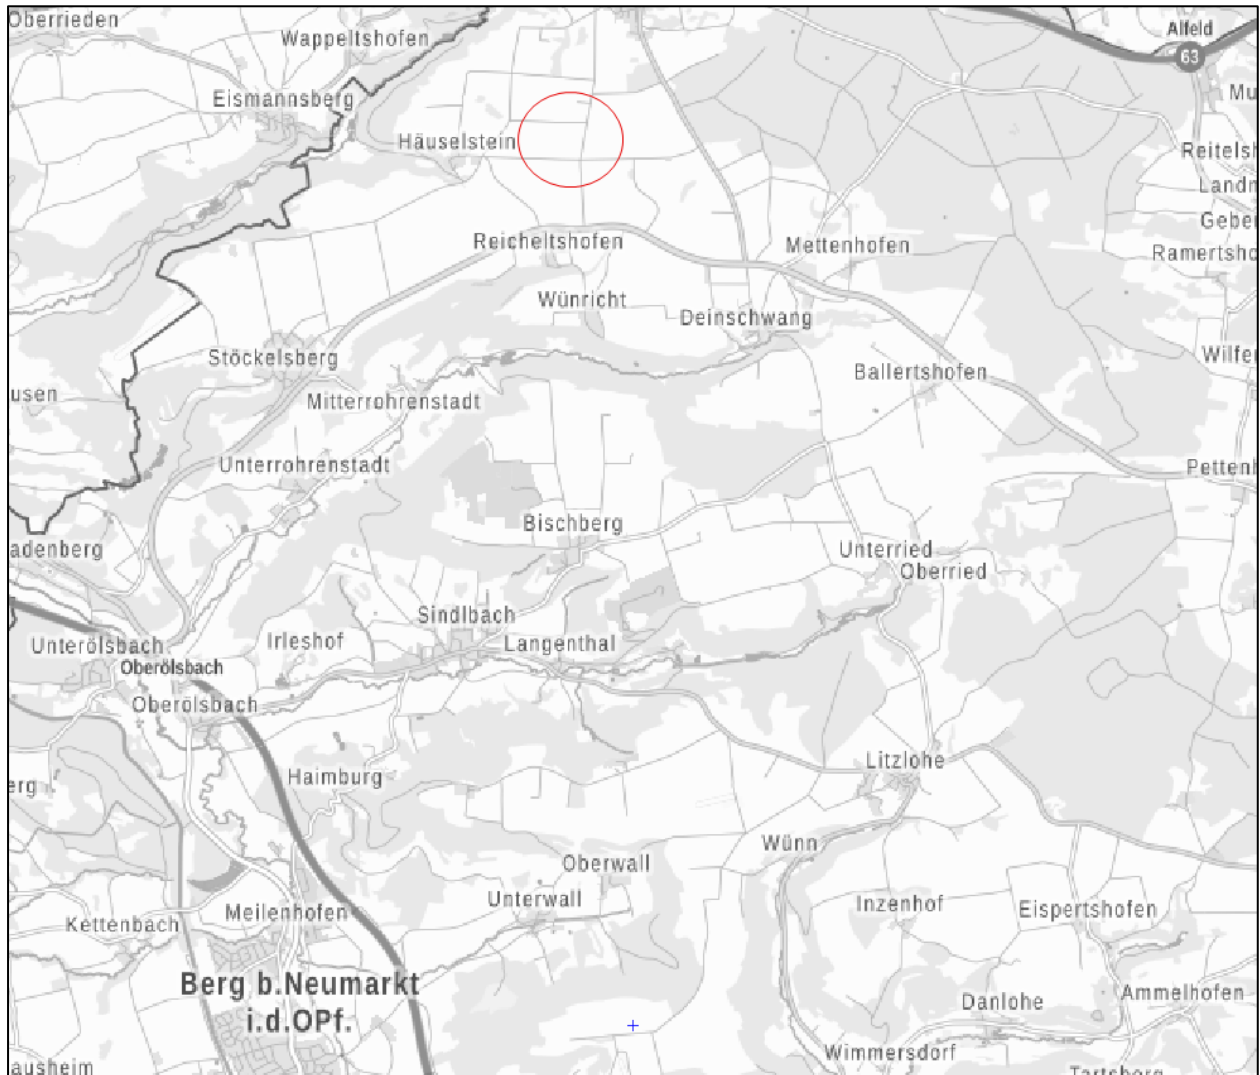 Oberrieden
Alfeld
Wappeltshofen
63
Eismannsberg
Mu
Häuselstein
Reitelsh
Landm
Geber
Reicheltshofen
Mettenhofen
Ramertsho
Wünricht
Deinschwang
Stöckelsberg
Wilfe
Ballertshofen
usen
Mitterrohrenstadt
Unterrohrenstadt
Pettenh
Bischberg
adenberg
Unterried
Oberried
Sindlbach
Irleshof
Langenthal
Unterölsbach
Oberölsbach
Oberölsbach
Litzlohe
Haimburg
erg
Wünn
Oberwall
Unterwall
Inzenhof
Eispertshofen
Meilenhofen
Kettenbach
Berg b.Neumarkt
i.d.OPf.
Ammelhofen
Danlohe
Wimmersdorf
ausheim
Tartsberg